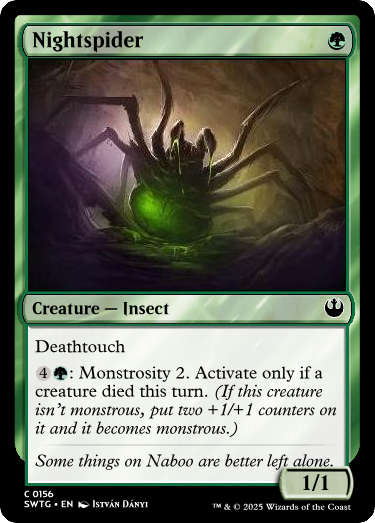 Nightspider
Creature — Insect
Deathtouch
4: Monstrosity 2. Activate only if a
creature died this turn. (If this creature
isn't monstrous, put two +1/+1 counters on
it and it becomes monstrous.)
Some things on Naboo are better left alone.
1/1
C 0156
SWTG • EN István Dányi
™ & © 2025 Wizards of the Coast